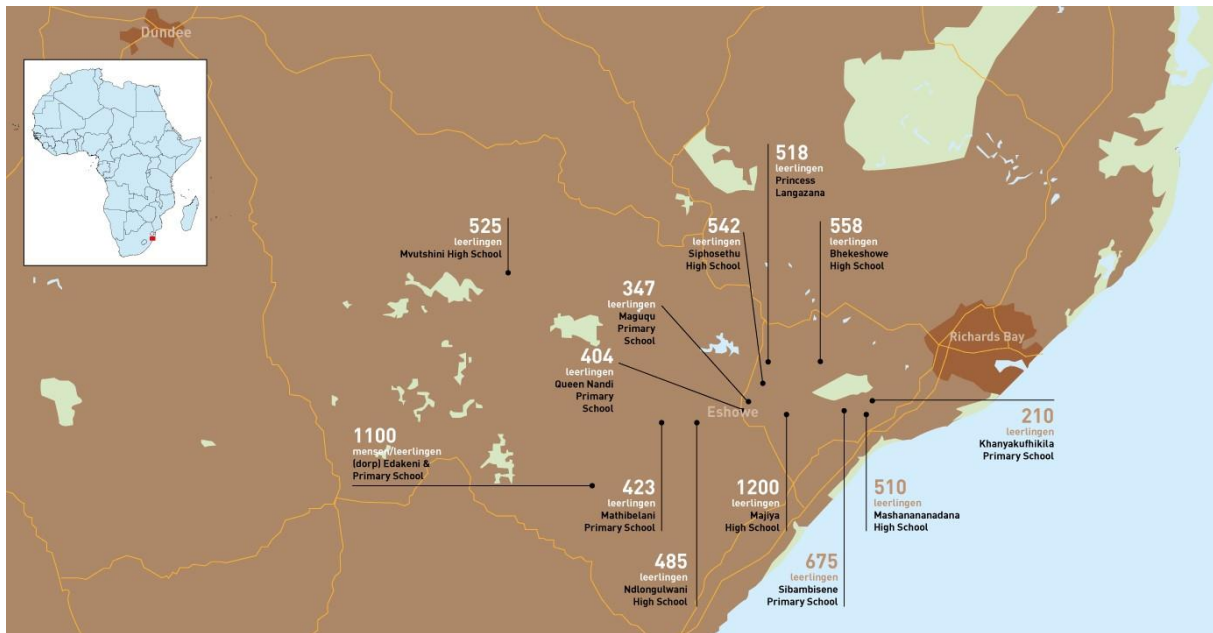 Dundee
518
leerlingen
Princess
Langazana
525
leerlingen
Mvutshini High School
542
leerlingen
Siphosethu
High School
558
leerlingen
Bhekeshowe
High School
347
leerlingen
Maguqu
Primary
School
Richards Bay
404
leerlingen
Queen Nandi
Primary
School
Eshowe
210
leerlingen
Khanyakufhikila
Primary School
1100
mensen/leerlingen
(dorp) Edakeni &
Primary School
423
leerlingen
Mathibelani
Primary School
1200
leerlingen
Majiya
High School
510
leerlingen
Mashanananadana
High School
485
leerlingen
Ndlongulwani
High School
675
leerlingen
Sibambisene
Primary School